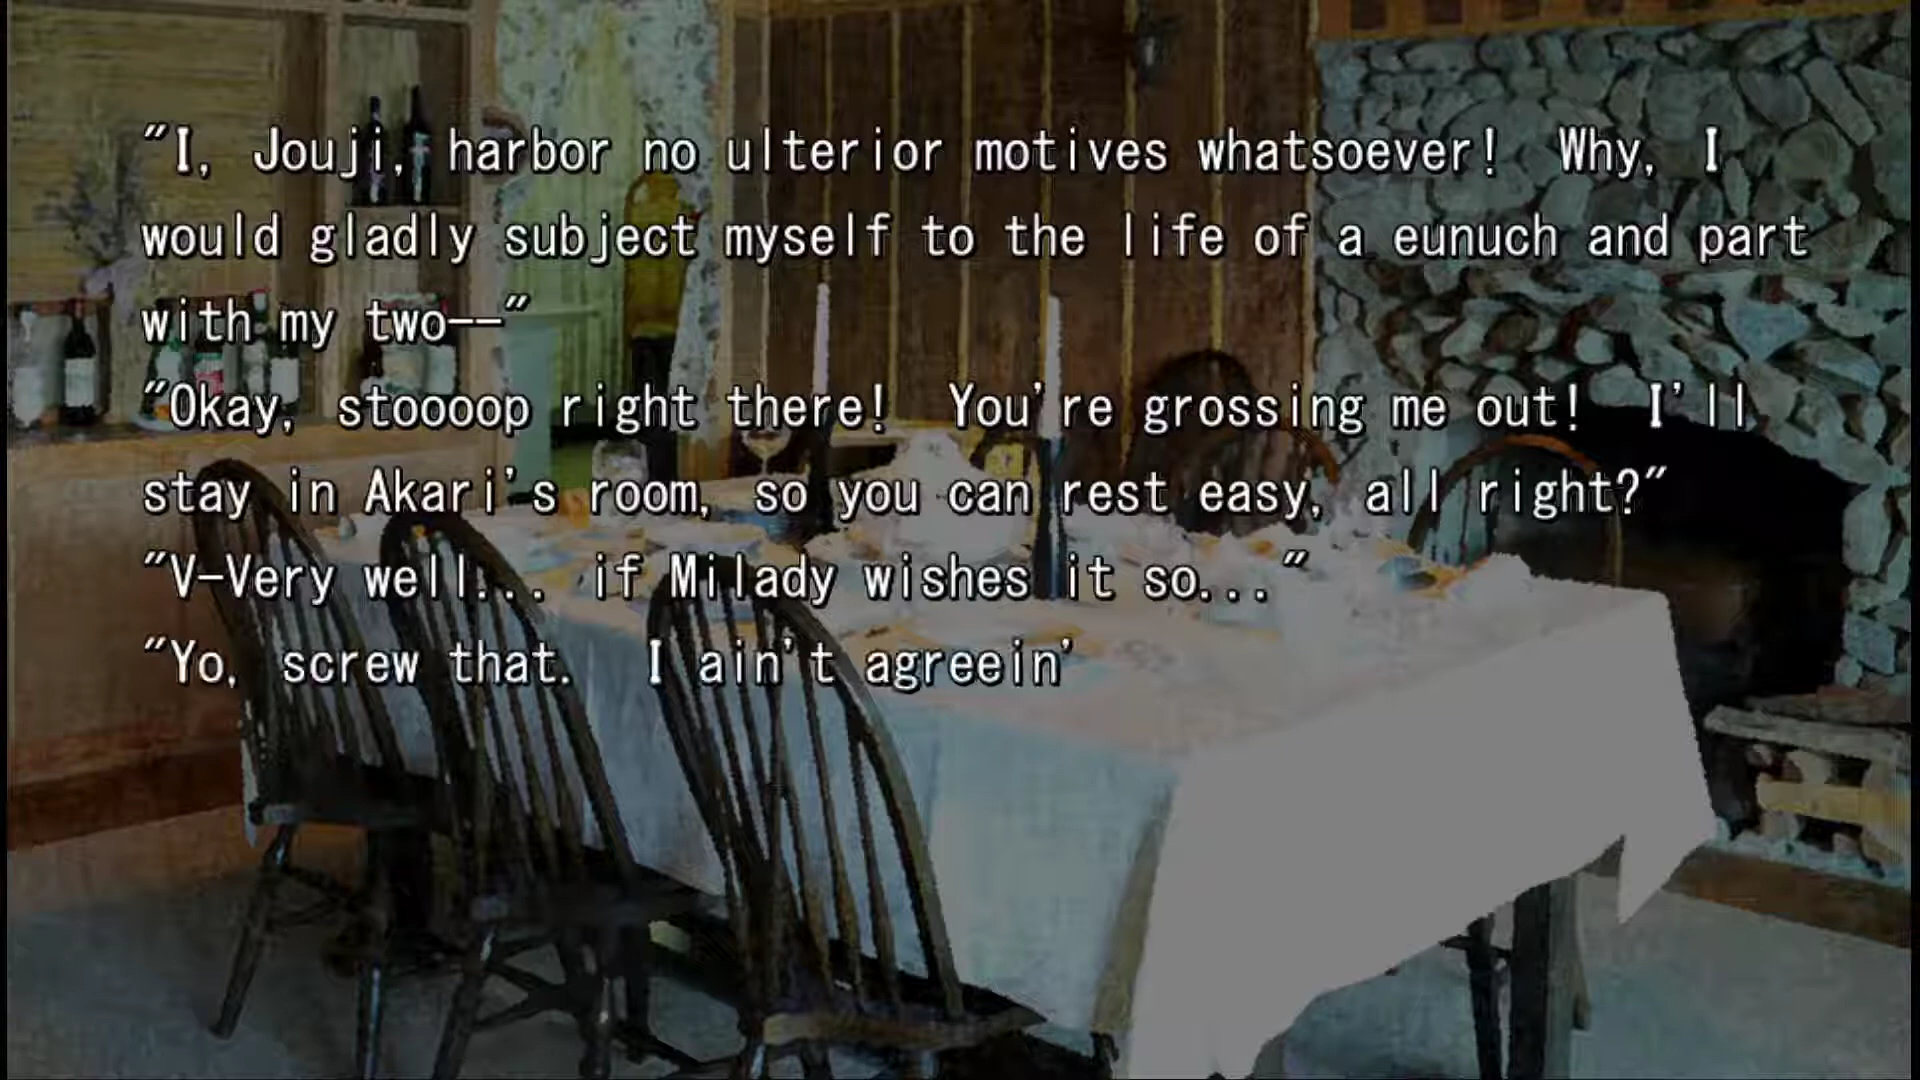 "I, Jouji, harbor no ulterior motives whatsoever!  Why, I
would gladly subject myself to the life of a eunuch and part
with my two--"
"Okay, stoooop right there!  You're grossing me out!  I'll
stay in Akari's room, so you can rest easy, all right?"
"V-Very well... if Milady wishes it so..."
"Yo, screw that.  I ain't agreein'